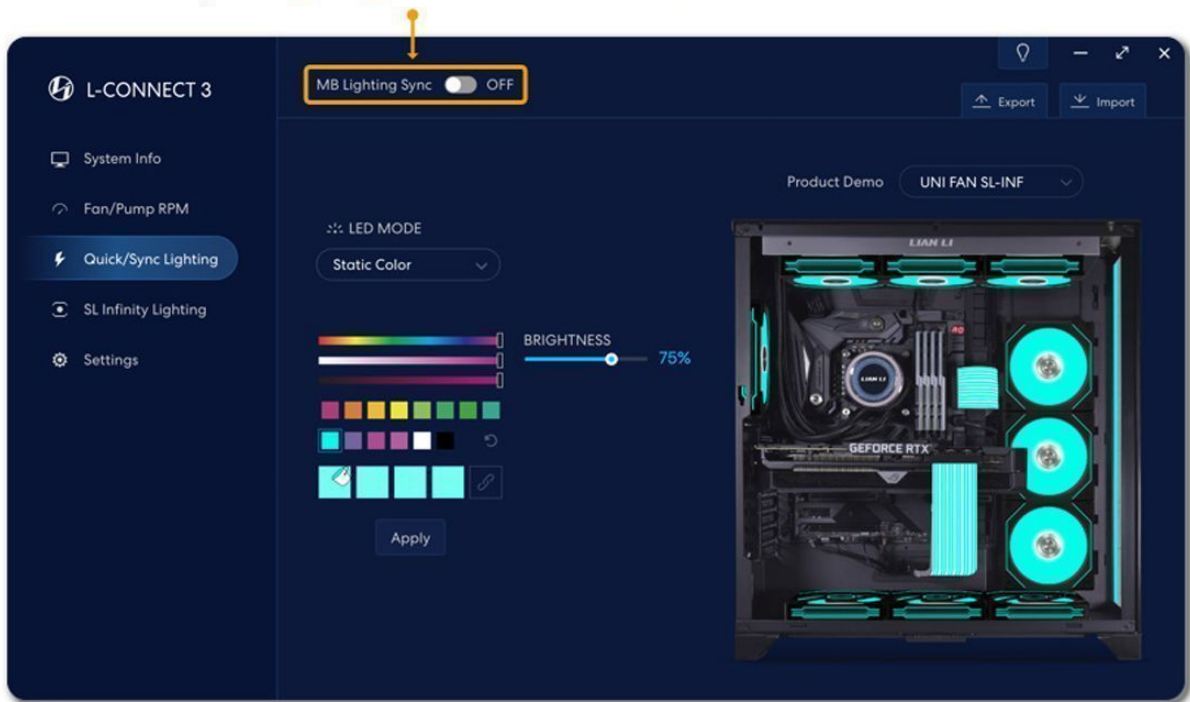 MB Lighting Sync OFF
L-CONNECT 3
Export
Import
System Info
Fan/Pump RPM
Quick/Sync Lighting
SL Infinity Lighting
Settings
Product Demo UNI FAN SL-INF
LED MODE
Static Color
BRIGHTNESS
75%
Apply
LIAN LI
LIAN LI
GEFORCE RTX